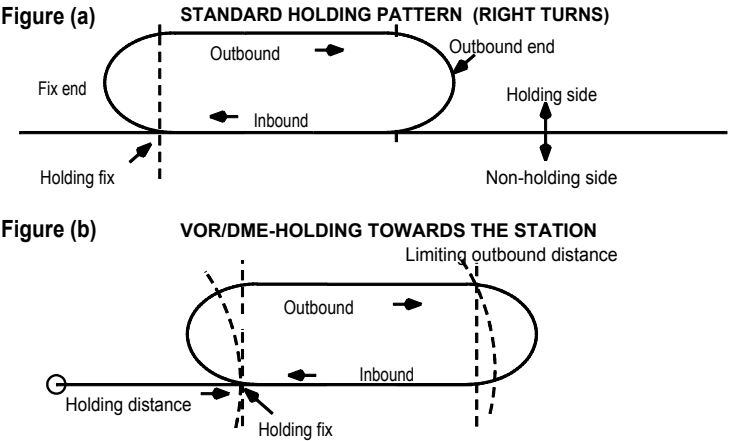 Figure (a)
STANDARD HOLDING PATTERN (RIGHT TURNS)
Outbound
Outbound end
Fix end
Holding side
Inbound
Holding fix
Non-holding side
Figure (b)
VOR/DME-HOLDING TOWARDS THE STATION
Limiting outbound distance
Outbound
Inbound
Holding distance
Holding fix